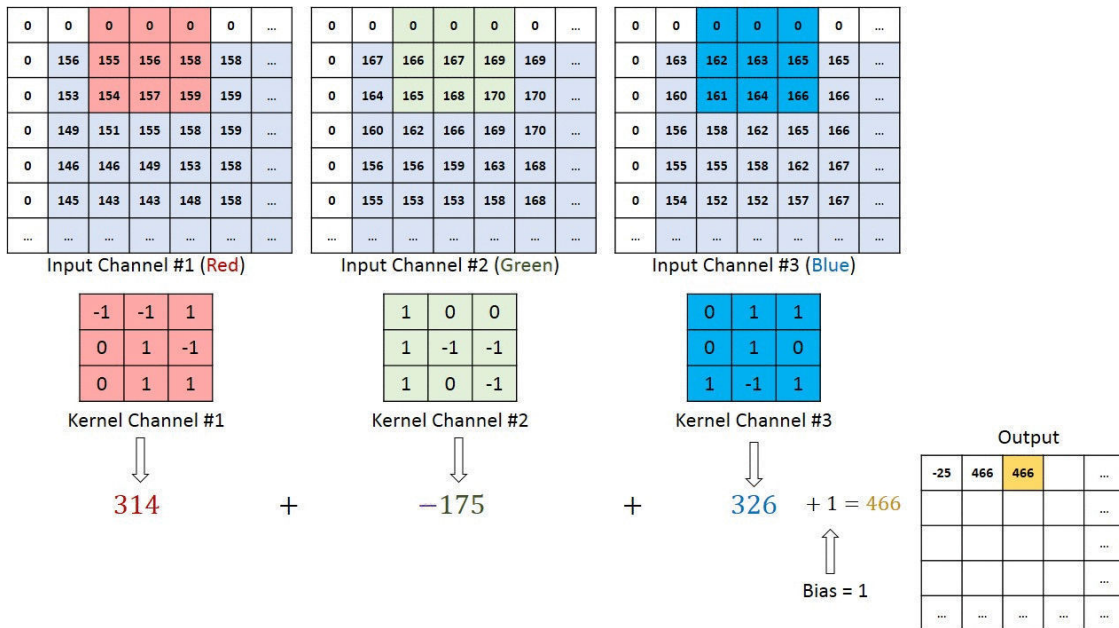 0 0 0 0 0 0 ...
0 156 155 156 158 158 ...
0 153 154 157 159 159 ...
0 149 151 155 158 159 ...
0 146 146 149 153 158 ...
0 145 143 143 148 158 ...
... ... ... ... ... ... ...
Input Channel #1 (Red)
0 0 0 0 0 0 ...
0 167 166 167 169 169 ...
0 164 165 168 170 170 ...
0 160 162 166 169 170 ...
0 156 156 159 163 168 ...
0 155 153 153 158 168 ...
... ... ... ... ... ... ...
Input Channel #2 (Green)
0 0 0 0 0 0 ...
0 163 162 163 165 165 ...
0 160 161 164 166 166 ...
0 156 158 162 165 166 ...
0 155 155 158 162 167 ...
0 154 152 152 157 167 ...
... ... ... ... ... ... ...
Input Channel #3 (Blue)
-1 -1 1
0 1 -1
0 1 1
Kernel Channel #1
1 0 0
1 -1 -1
1 0 -1
Kernel Channel #2
0 1 1
0 1 0
1 -1 1
Kernel Channel #3
314 + −175 + 326 + 1 = 466
Bias = 1
Output
-25 466 466 ...
...
...
...
... ... ... ... ...